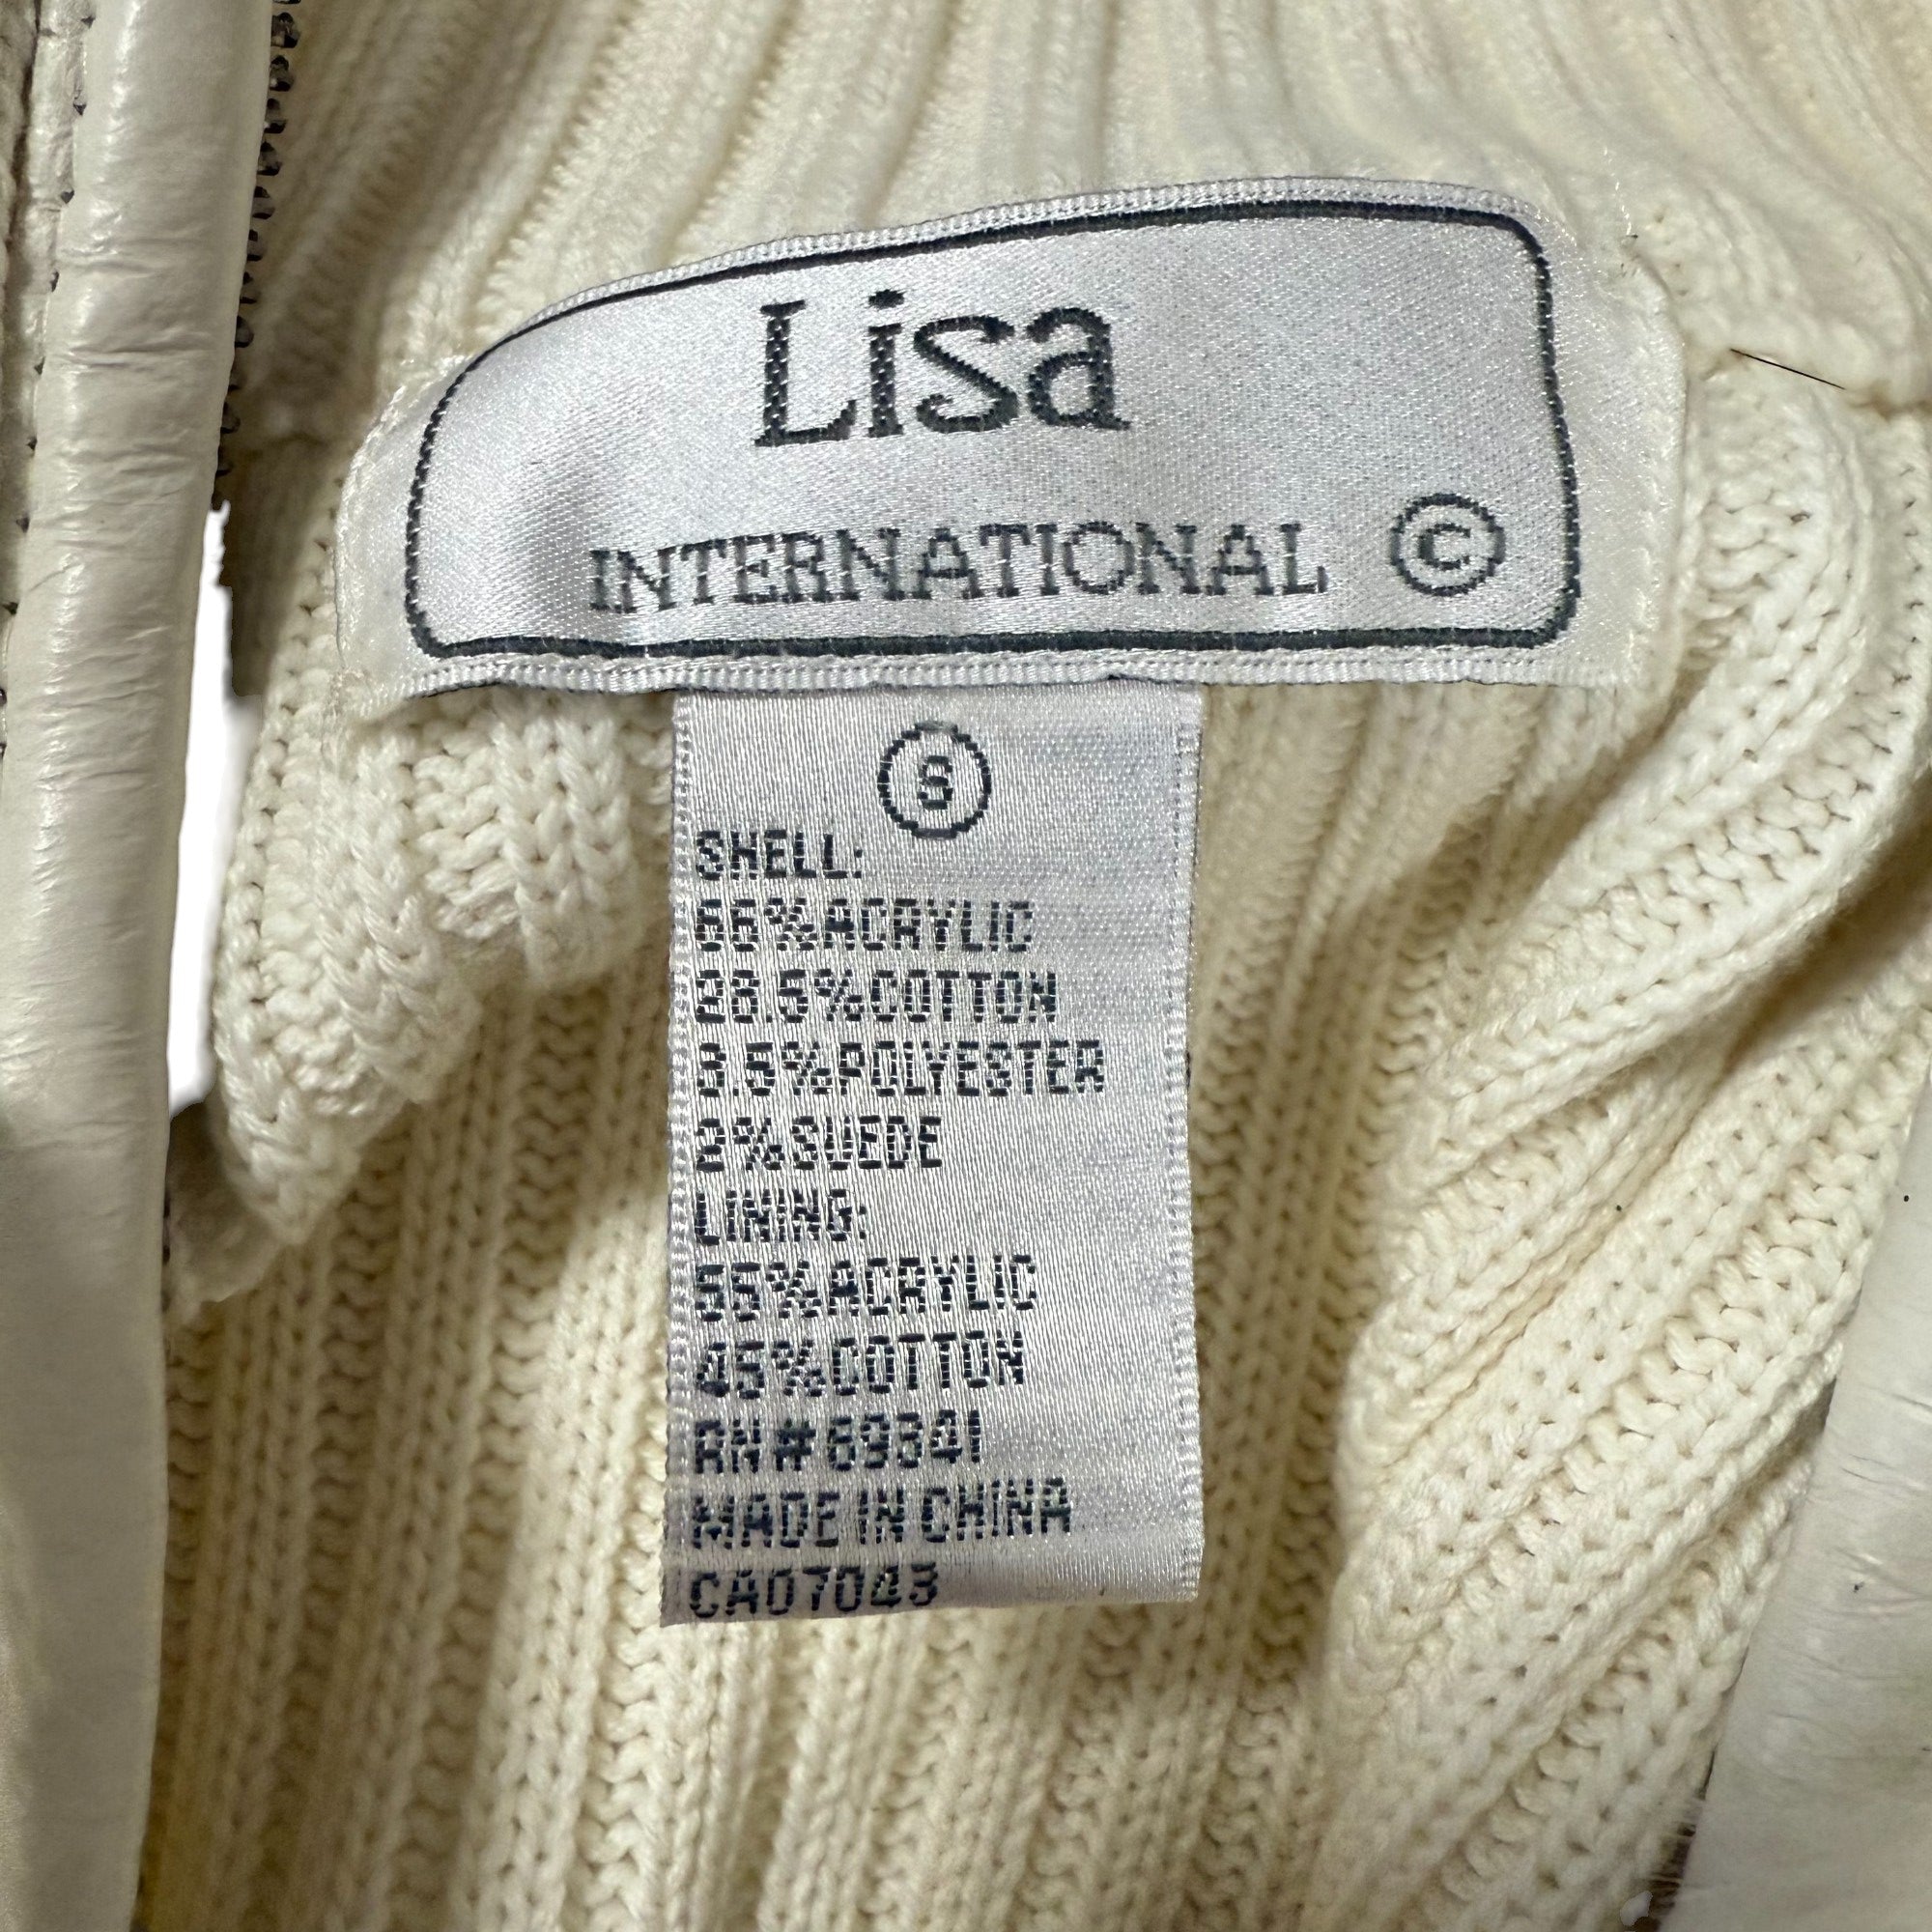 Lisa
INTERNATIONAL ©
S
SHELL:
66%ACRYLIC
28.5%COTTON
3.5%POLYESTER
2%SUEDE
LINING:
55%ACRYLIC
45%COTTON
RN#69341
MADE IN CHINA
CA07043